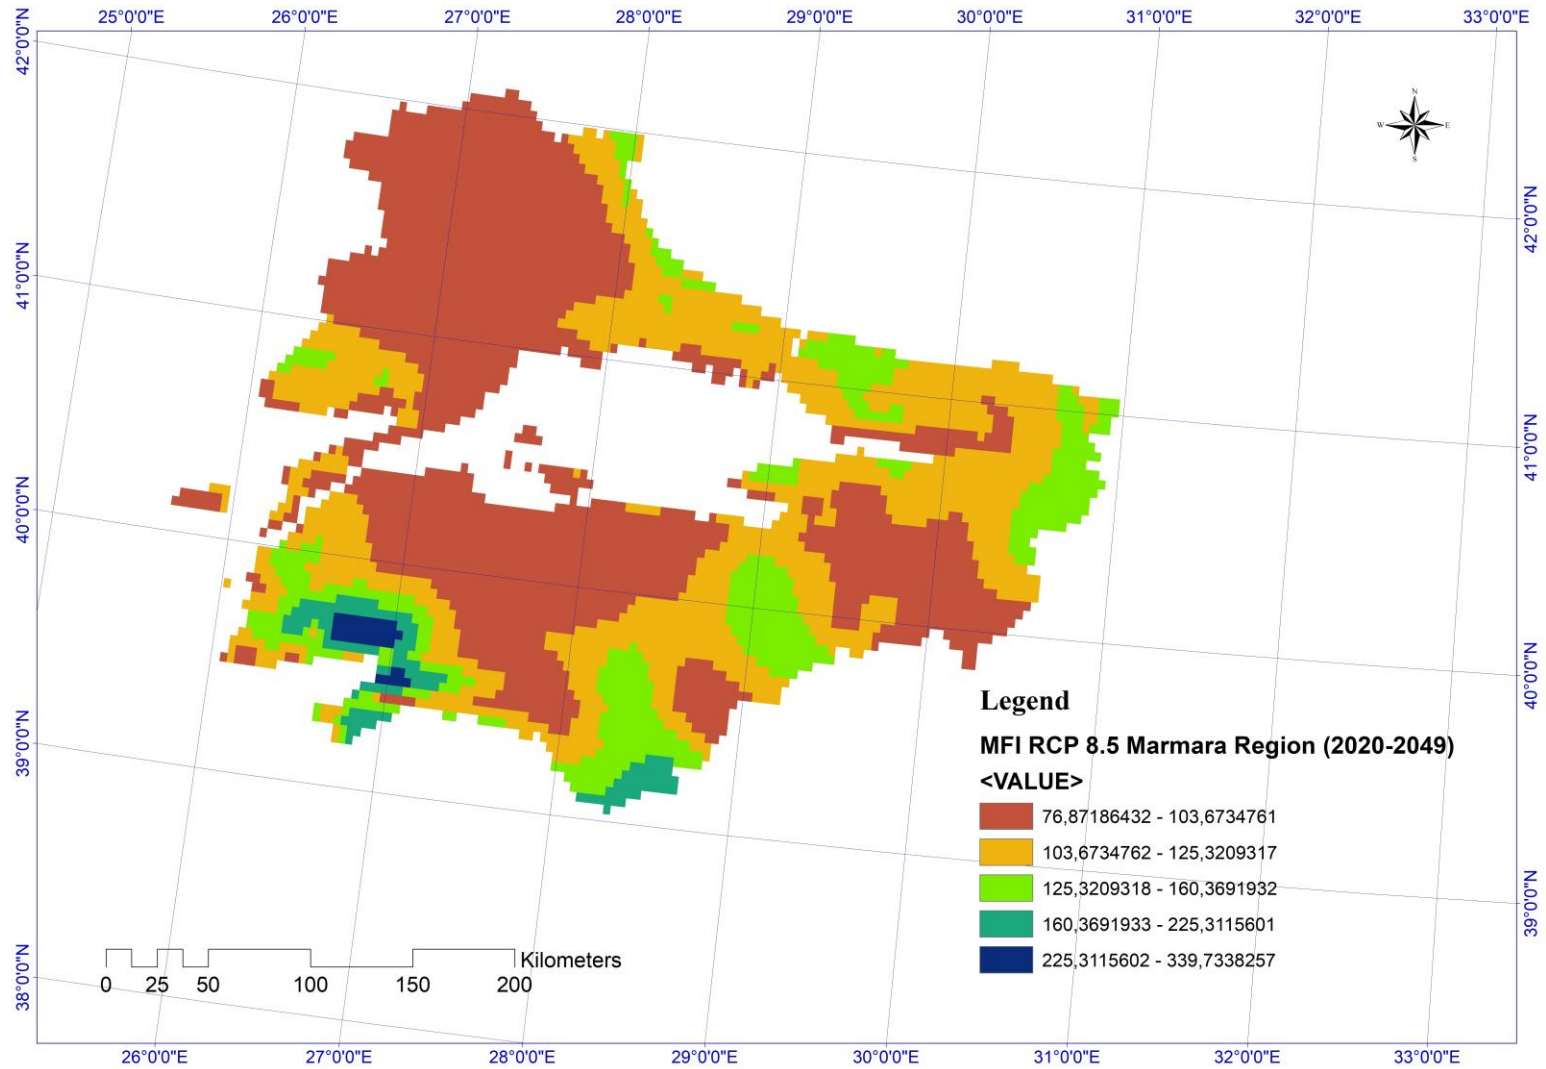 25°0'0"E 26°0'0"E 27°0'0"E 28°0'0"E 29°0'0"E 30°0'0"E 31°0'0"E 32°0'0"E 33°0'0"E
42°0'0"N
41°0'0"N
40°0'0"N
39°0'0"N
38°0'0"N
N
W E
S
42°0'0"N
41°0'0"N
40°0'0"N
39°0'0"N
Legend
MFI RCP 8.5 Marmara Region (2020-2049)
<VALUE>
76,87186432 - 103,6734761
103,6734762 - 125,3209317
125,3209318 - 160,3691932
160,3691933 - 225,3115601
225,3115602 - 339,7338257
Kilometers
0 25 50 100 150 200
26°0'0"E 27°0'0"E 28°0'0"E 29°0'0"E 30°0'0"E 31°0'0"E 32°0'0"E 33°0'0"E